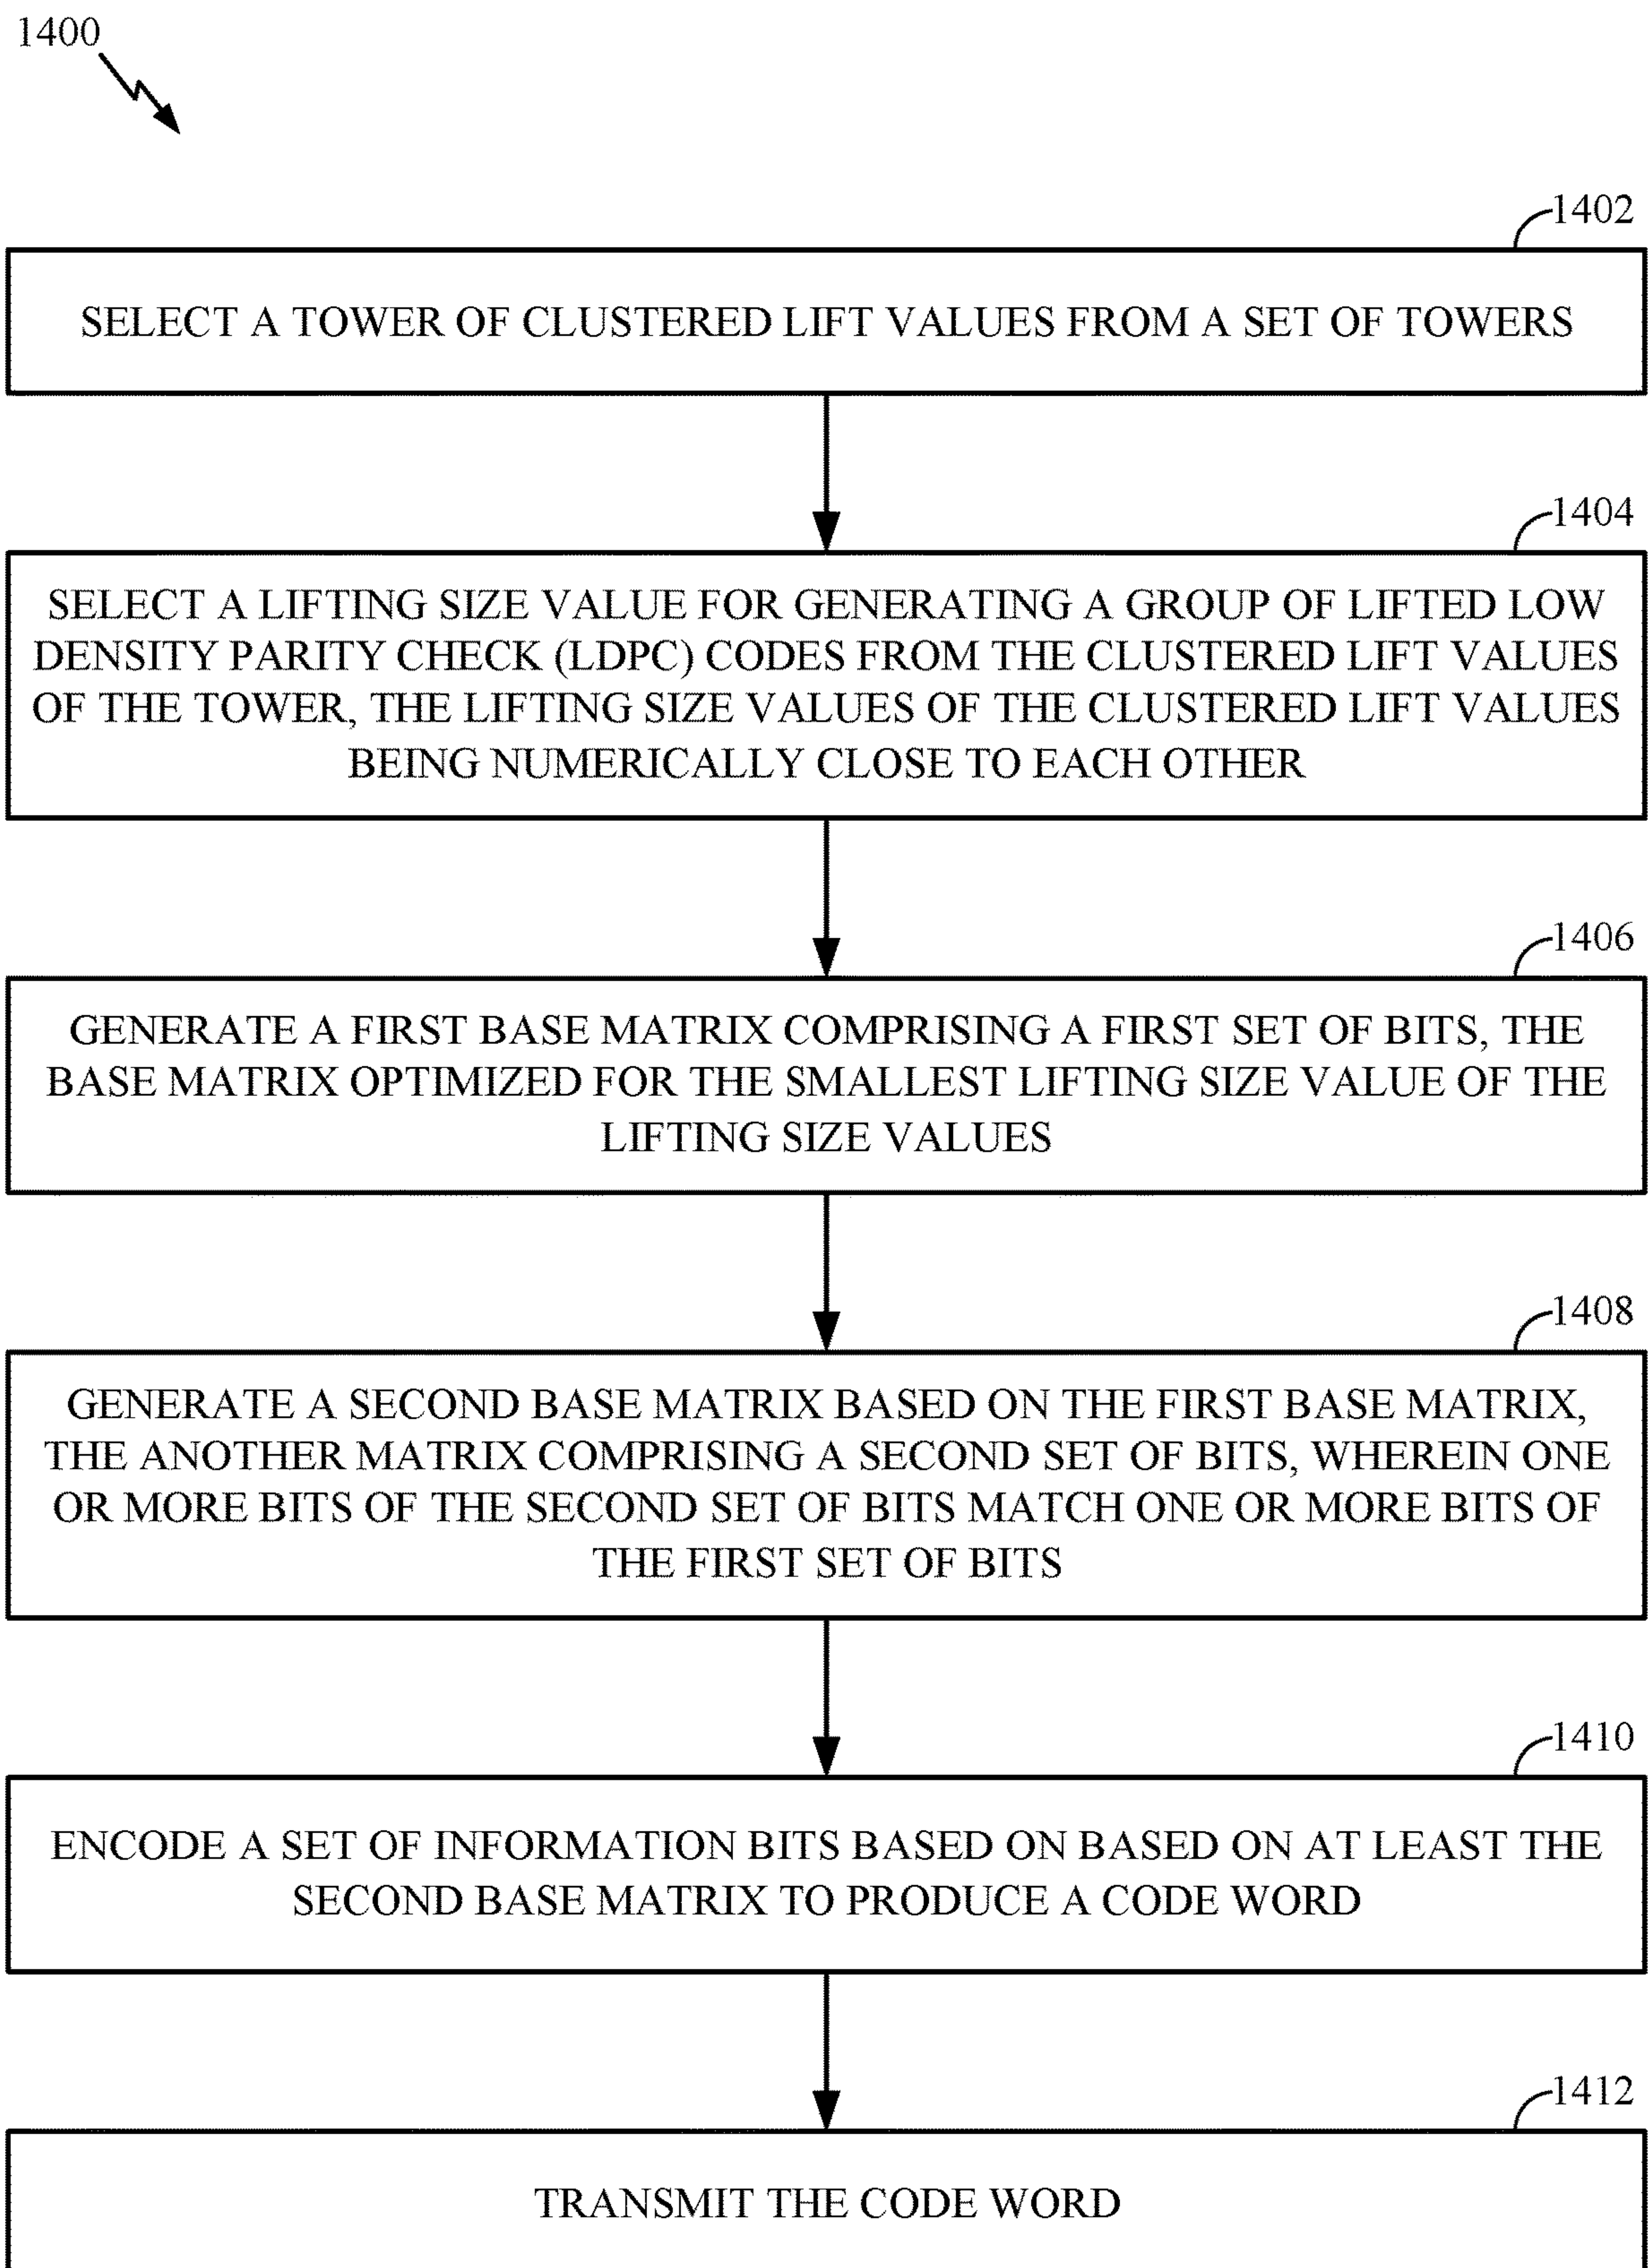 1400
1402
SELECT A TOWER OF CLUSTERED LIFT VALUES FROM A SET OF TOWERS
1404
SELECT A LIFTING SIZE VALUE FOR GENERATING A GROUP OF LIFTED LOW
DENSITY PARITY CHECK (LDPC) CODES FROM THE CLUSTERED LIFT VALUES
OF THE TOWER, THE LIFTING SIZE VALUES OF THE CLUSTERED LIFT VALUES
BEING NUMERICALLY CLOSE TO EACH OTHER
1406
GENERATE A FIRST BASE MATRIX COMPRISING A FIRST SET OF BITS, THE
BASE MATRIX OPTIMIZED FOR THE SMALLEST LIFTING SIZE VALUE OF THE
LIFTING SIZE VALUES
1408
GENERATE A SECOND BASE MATRIX BASED ON THE FIRST BASE MATRIX,
THE ANOTHER MATRIX COMPRISING A SECOND SET OF BITS, WHEREIN ONE
OR MORE BITS OF THE SECOND SET OF BITS MATCH ONE OR MORE BITS OF
THE FIRST SET OF BITS
1410
ENCODE A SET OF INFORMATION BITS BASED ON BASED ON AT LEAST THE
SECOND BASE MATRIX TO PRODUCE A CODE WORD
1412
TRANSMIT THE CODE WORD